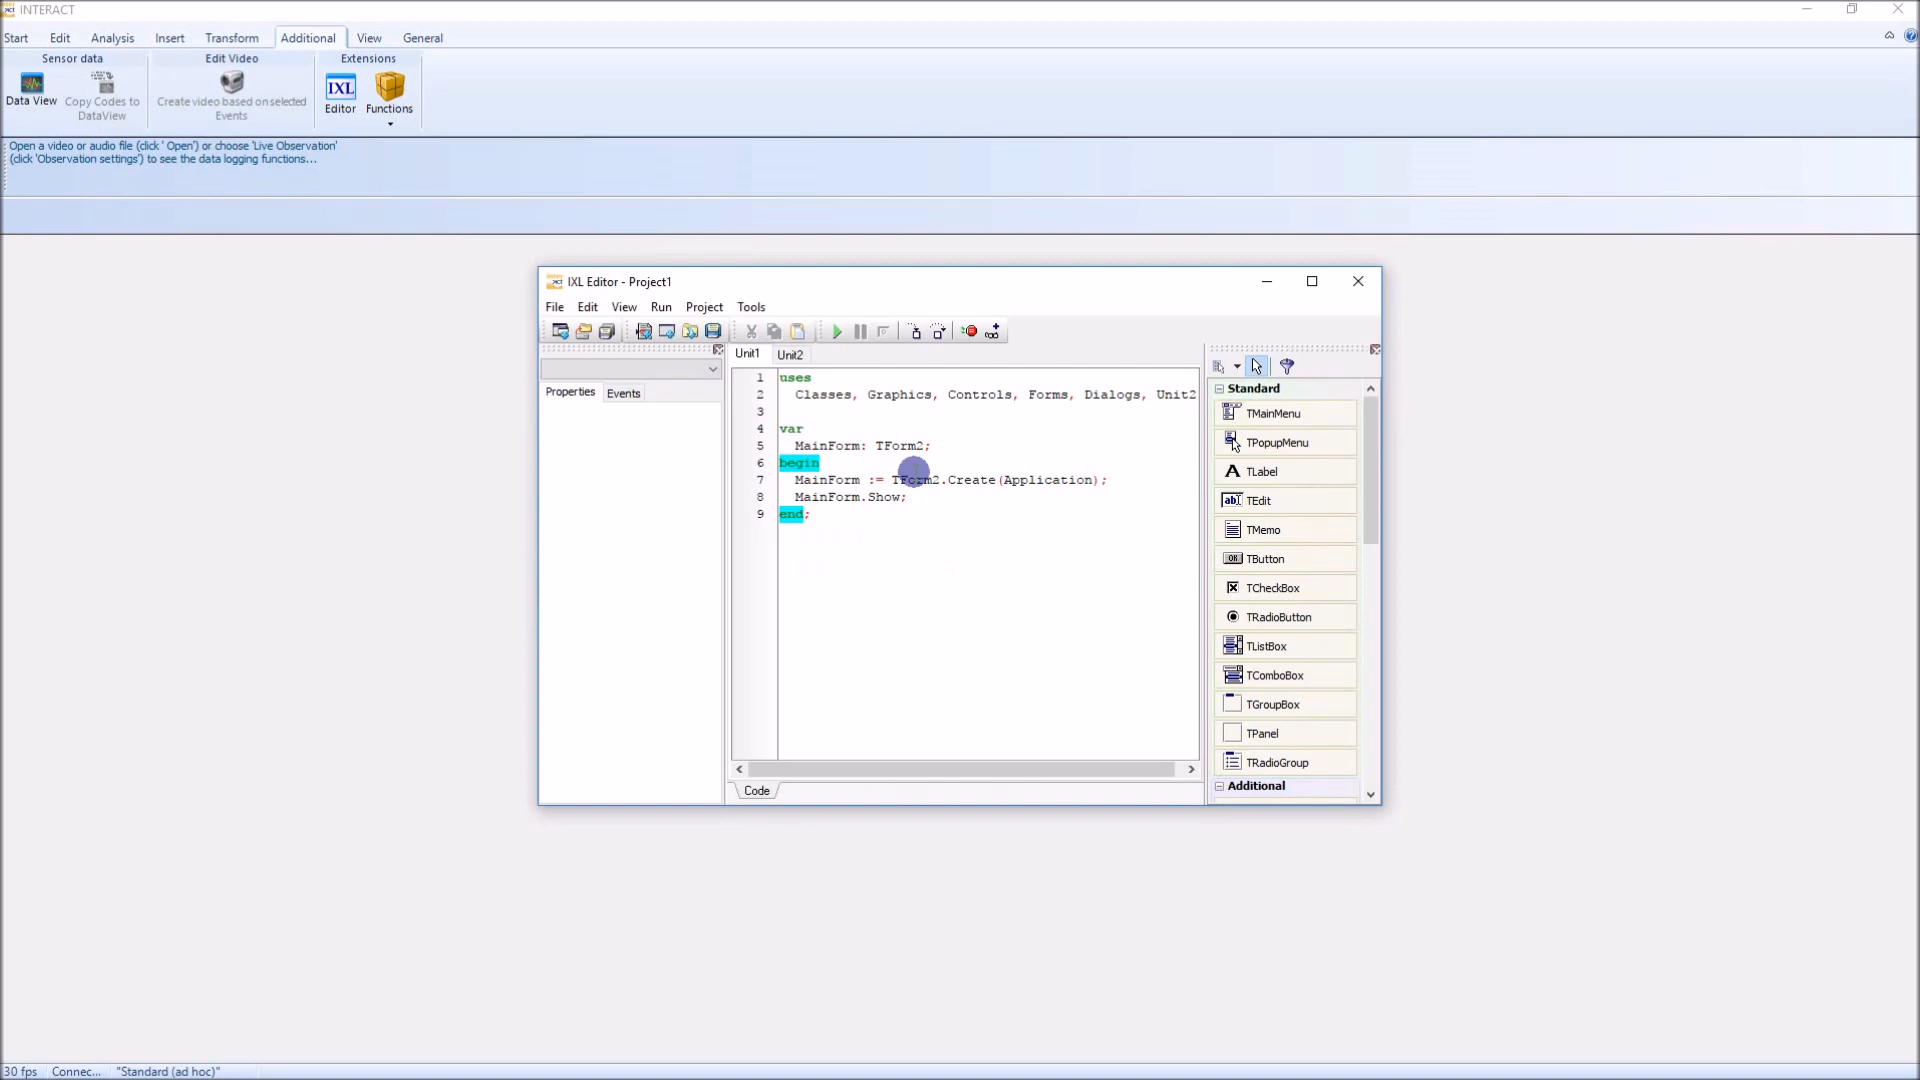 INTERACT
Start Edit Analysis Insert Transform Additional View General
Sensor data Edit Video Extensions
Data View
Copy Codes to
DataView
Create video based on selected
Events
IXL
Editor
Functions
Open a video or audio file (click ' Open') or choose 'Live Observation'
(click 'Observation settings') to see the data logging functions...
IXL Editor - Project1
File Edit View Run Project Tools
Properties Events
Unit1 Unit2
1 uses
2 Classes, Graphics, Controls, Forms, Dialogs, Unit2
3
4 var
5 MainForm: TForm2;
6 begin
7 MainForm := TForm2.Create(Application);
8 MainForm.Show;
9 end;
Code
Standard
TMainMenu
TPopupMenu
A TLabel
TEdit
TMemo
OK TButton
TCheckBox
TRadioButton
TListBox
TComboBox
TGroupBox
TPanel
TRadioGroup
Additional
30 fps Connec... "Standard (ad hoc)"